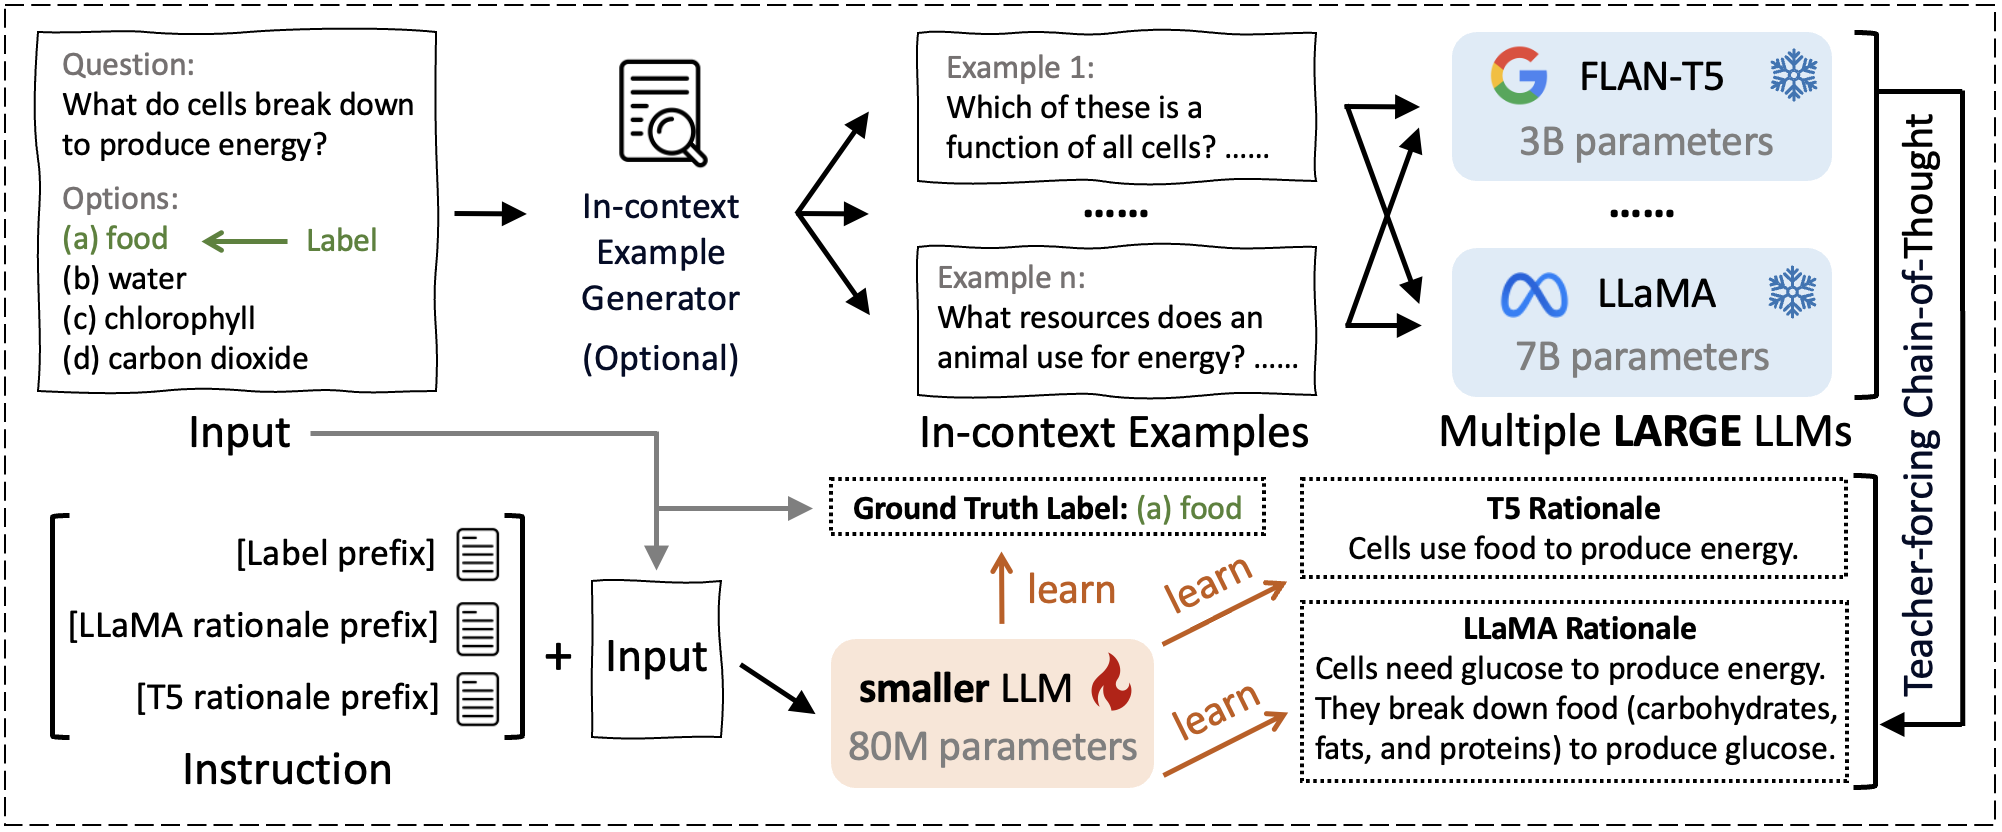 Question:
What do cells break down
to produce energy?
Options:
(a) food
Label
(b) water
(c) chlorophyll
(d) carbon dioxide
Input
In-context
Example
Generator
(Optional)
Example 1:
Which of these is a
function of all cells? ......
......
Example n:
What resources does an
animal use for energy? ......
In-context Examples
FLAN-T5
3B parameters
......
LLaMA
7B parameters
Multiple LARGE LLMs
Teacher-forcing Chain-of-Thought
[Label prefix]
[LLaMA rationale prefix]
[T5 rationale prefix]
Instruction
+
Input
Ground Truth Label: (a) food
learn
learn
learn
smaller LLM
80M parameters
T5 Rationale
Cells use food to produce energy.
LLaMA Rationale
Cells need glucose to produce energy.
They break down food (carbohydrates,
fats, and proteins) to produce glucose.